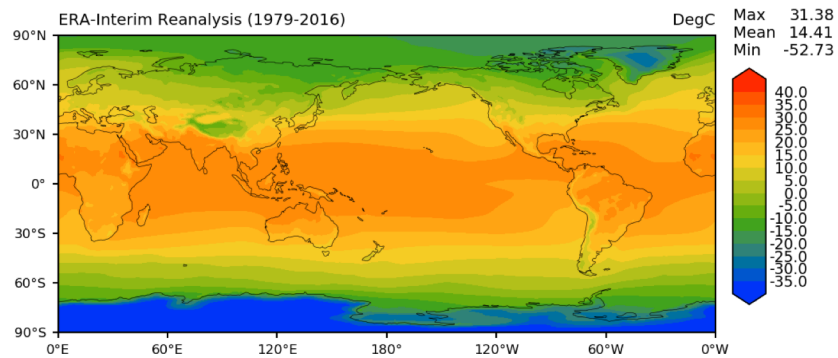 ERA-Interim Reanalysis (1979-2016)
DegC
Max 31.38
Mean 14.41
Min -52.73
90°N
60°N
30°N
0°
30°S
60°S
90°S
0°E
60°E
120°E
180°
120°W
60°W
0°W
40.0
35.0
30.0
25.0
20.0
15.0
10.0
5.0
0.0
-5.0
-10.0
-15.0
-20.0
-25.0
-30.0
-35.0